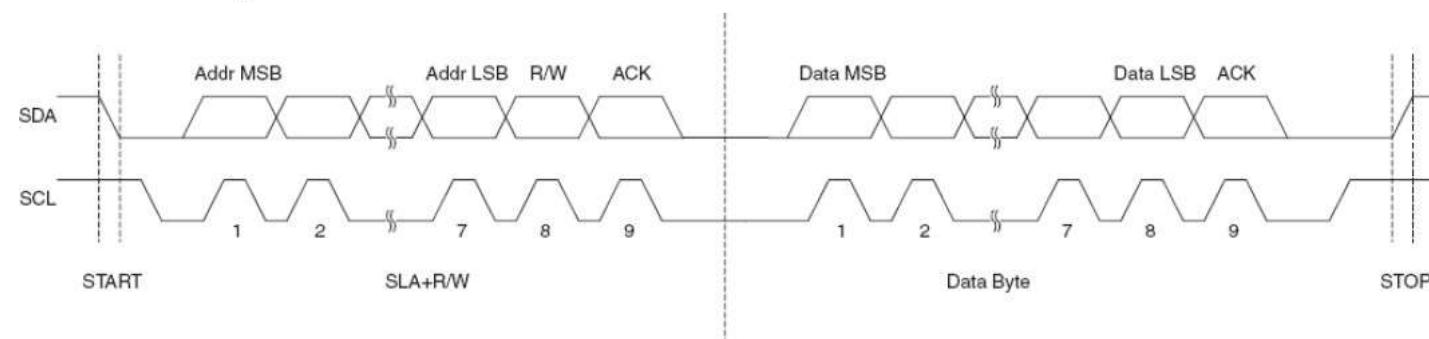 Addr MSB Addr LSB R/W ACK Data MSB Data LSB ACK
SDA
SCL
1 2 7 8 9 1 2 7 8 9
START SLA+R/W Data Byte STOP